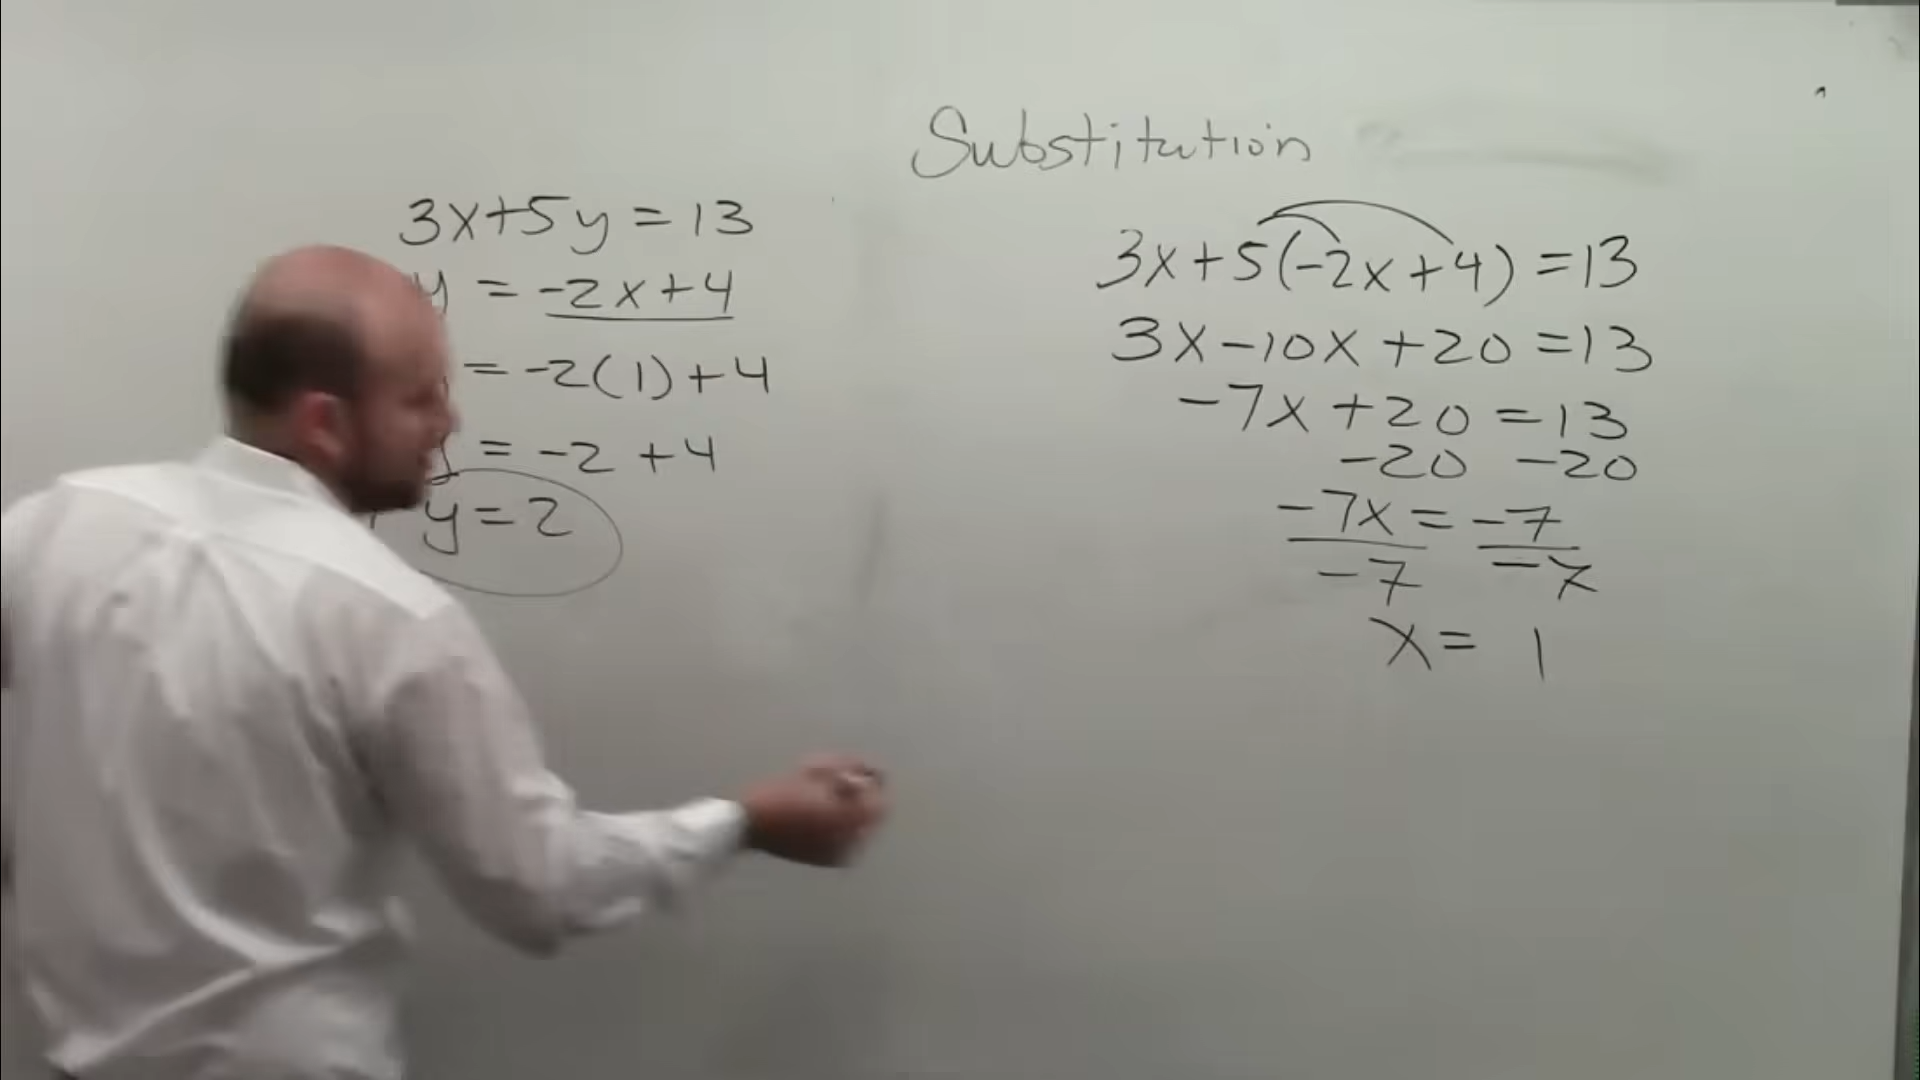 Substitution
3x+5y=13
y = -2x+4
= -2(1)+4
= -2+4
y=2
3x+5(-2x+4)=13
3x-10x+20=13
-7x+20=13
-20 -20
-7x=-7
-7 -7
x= 1